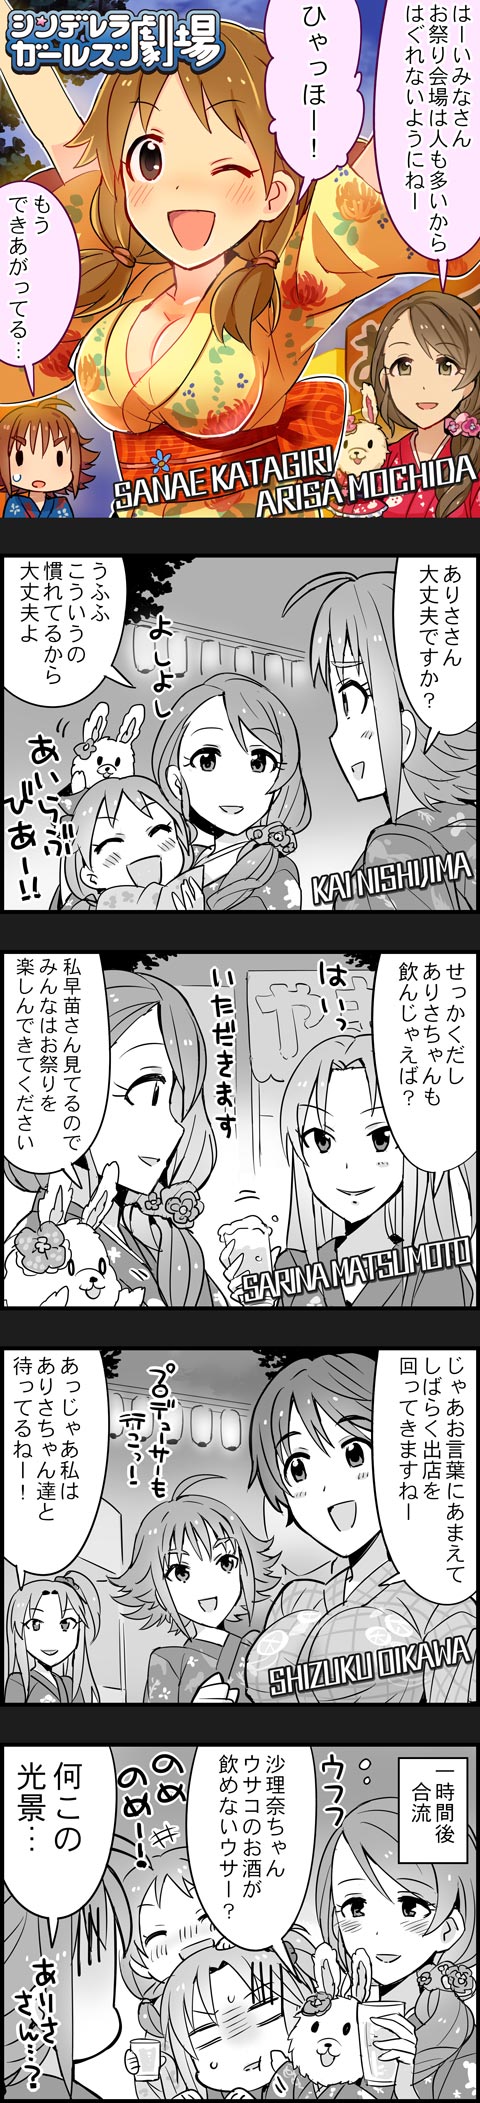 シンデレラ
ガールズ劇場
はーいみなさん
お祭り会場は人も多いから
はぐれないようにねー
ひゃっほー！
もう
できあがってる…
SANAE KATAGIRI
ARISA MOCHIDA
ありささん
大丈夫ですか？
よしよし
うふふ
こういうの
慣れてるから
大丈夫よ
あいらぶ
びあー!!
KAI NISHIJIMA
せっかくだし
ありさちゃんも
飲んじゃえば？
はいっ
いただきます
私早苗さん見てるので
みんなはお祭りを
楽しんできてください
SARINA MATSUMOTO
じゃあお言葉にあまえて
しばらく出店を
回ってきますねー
プロデューサーも
行こっー！
あっじゃあ私は
ありさちゃん達と
待ってるねー！
SHIZUKU OIKAWA
一時間後
合流
ウフフ
沙理奈ちゃん
ウサコのお酒が
飲めないウサー？
のめ
のめー!!
何この
光景…
ありさ
さん…？